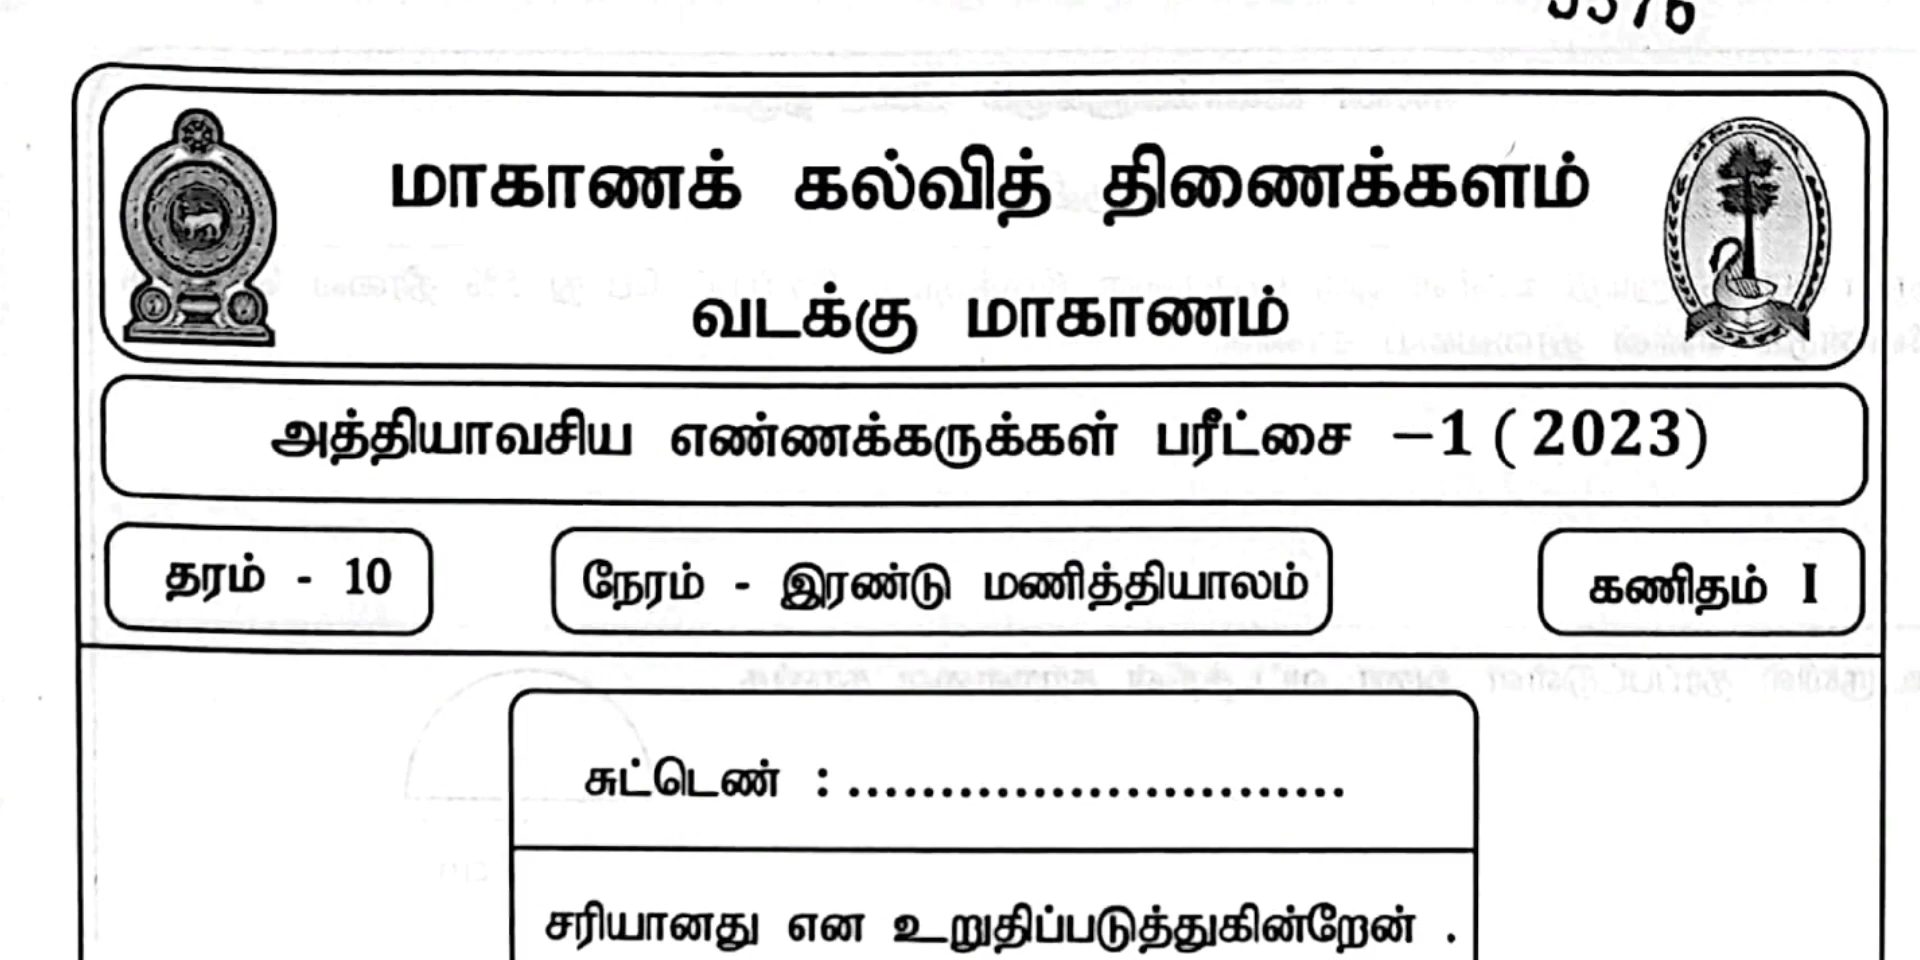 மாகாணக் கல்வித் திணைக்களம்
வடக்கு மாகாணம்
அத்தியாவசிய எண்ணக்கருக்கள் பரீட்சை –1 ( 2023)
தரம் - 10
நேரம் - இரண்டு மணித்தியாலம்
கணிதம் I
சுட்டெண் : ...........................
சரியானது என உறுதிப்படுத்துகின்றேன் .